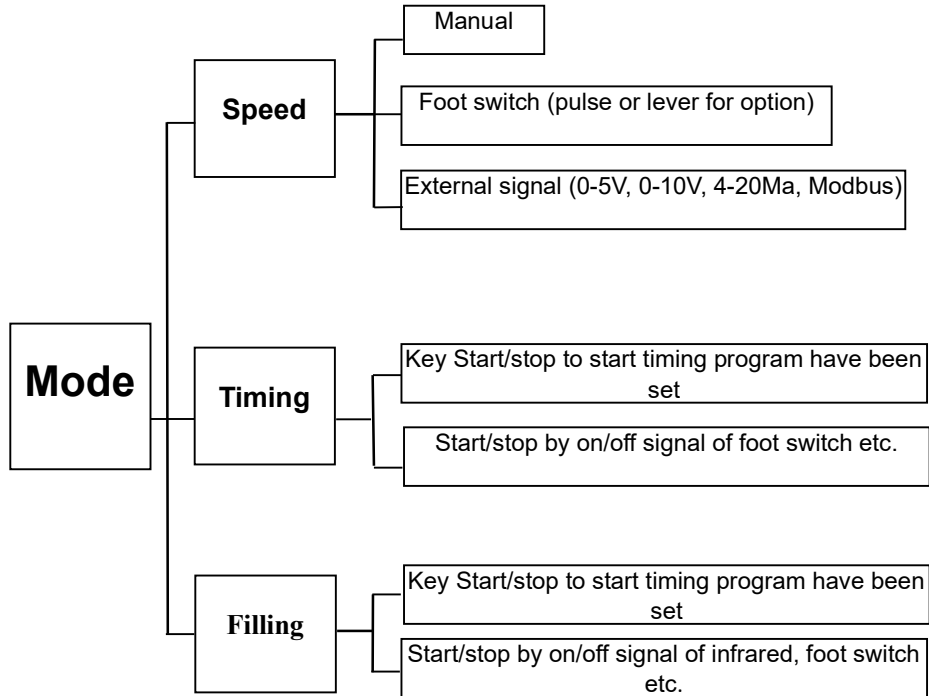 Manual
Speed
Foot switch (pulse or lever for option)
External signal (0-5V, 0-10V, 4-20Ma, Modbus)
Mode
Timing
Key Start/stop to start timing program have been
set
Start/stop by on/off signal of foot switch etc.
Filling
Key Start/stop to start timing program have been
set
Start/stop by on/off signal of infrared, foot switch
etc.